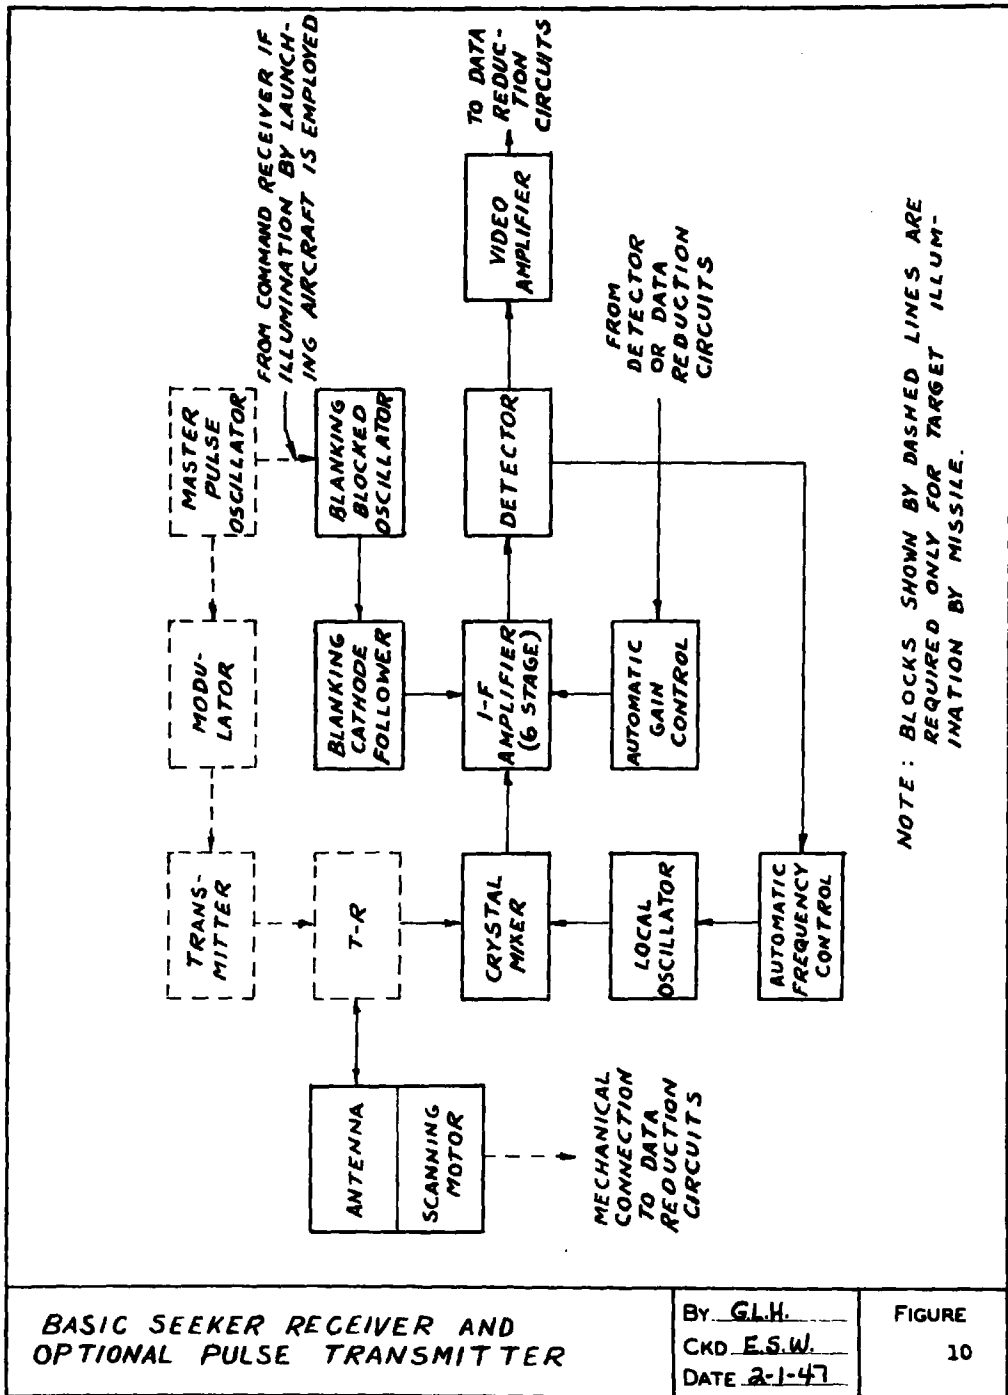 MASTER
PULSE
OSCILLATOR
MODU-
LATOR
TRANS-
MITTER
FROM COMMAND RECEIVER IF
ILLUMINATION BY LAUNCH-
ING AIRCRAFT IS EMPLOYED
BLANKING
BLOCKED
OSCILLATOR
BLANKING
CATHODE
FOLLOWER
T-R
ANTENNA
SCANNING
MOTOR
CRYSTAL
MIXER
I-F
AMPLIFIER
(6 STAGE)
DETECTOR
VIDEO
AMPLIFIER
TO DATA
REDUC-
TION
CIRCUITS
MECHANICAL
CONNECTION
TO DATA
REDUCTION
CIRCUITS
LOCAL
OSCILLATOR
AUTOMATIC
GAIN
CONTROL
FROM
DETECTOR
OR DATA
REDUCTION
CIRCUITS
AUTOMATIC
FREQUENCY
CONTROL
NOTE: BLOCKS SHOWN BY DASHED LINES ARE
REQUIRED ONLY FOR TARGET ILLUM-
INATION BY MISSILE.
BASIC SEEKER RECEIVER AND
OPTIONAL PULSE TRANSMITTER
BY G.L.H.
CKD E.S.W.
DATE 2-1-47
FIGURE
10